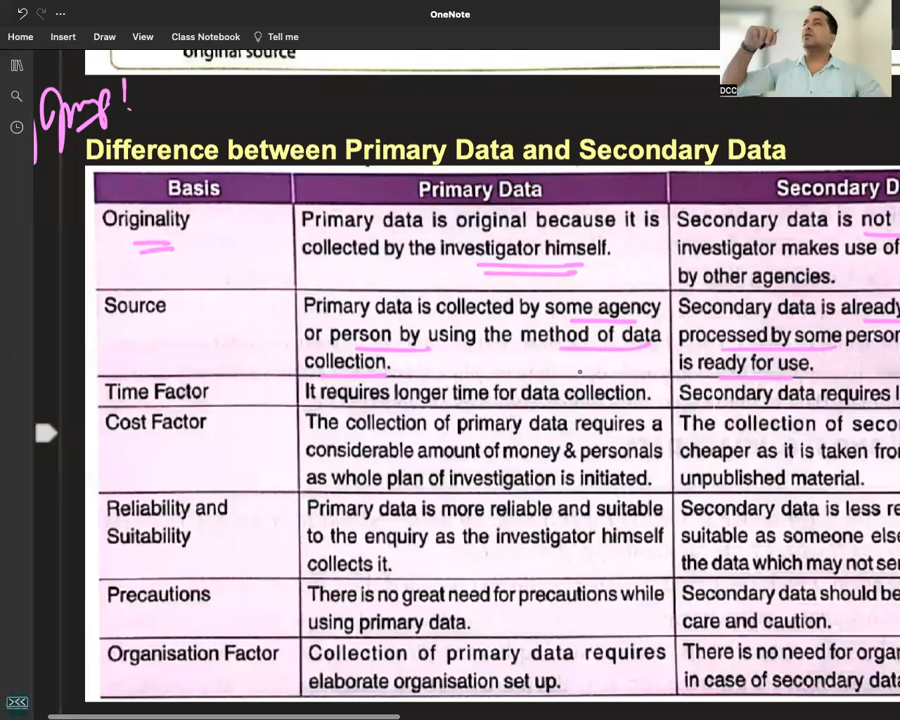 OneNote
Home Insert Draw View Class Notebook Tell me
original source
DCC
Difference between Primary Data and Secondary Data
Basis Primary Data Secondary D
Originality
Primary data is original because it is
collected by the investigator himself.
Secondary data is not
investigator makes use of
by other agencies.
Source
Primary data is collected by some agency
or person by using the method of data
collection.
Secondary data is already
processed by some person
is ready for use.
Time Factor
It requires longer time for data collection.
Secondary data requires l
Cost Factor
The collection of primary data requires a
considerable amount of money & personals
as whole plan of investigation is initiated.
The collection of seco
cheaper as it is taken fro
unpublished material.
Reliability and
Suitability
Primary data is more reliable and suitable
to the enquiry as the investigator himself
collects it.
Secondary data is less re
suitable as someone else
the data which may not se
Precautions
There is no great need for precautions while
using primary data.
Secondary data should be
care and caution.
Organisation Factor
Collection of primary data requires
elaborate organisation set up.
There is no need for orga
in case of secondary data